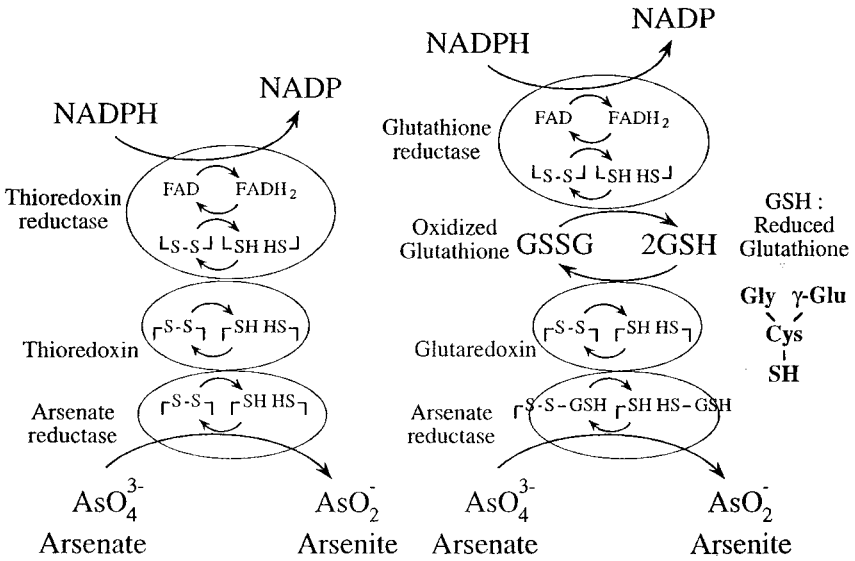 NADPH
NADP
Thioredoxin
reductase
FAD FADH₂
S-S SH HS
Thioredoxin
S-S SH HS
Arsenate
reductase
S-S SH HS
AsO₄³⁻
Arsenate
AsO₂⁻
Arsenite
NADPH
NADP
Glutathione
reductase
FAD FADH₂
S-S SH HS
Oxidized
Glutathione
GSSG 2GSH
GSH :
Reduced
Glutathione
Gly γ-Glu
Cys
SH
Glutaredoxin
S-S SH HS
Arsenate
reductase
S-S-GSH SH HS-GSH
AsO₄³⁻
Arsenate
AsO₂⁻
Arsenite